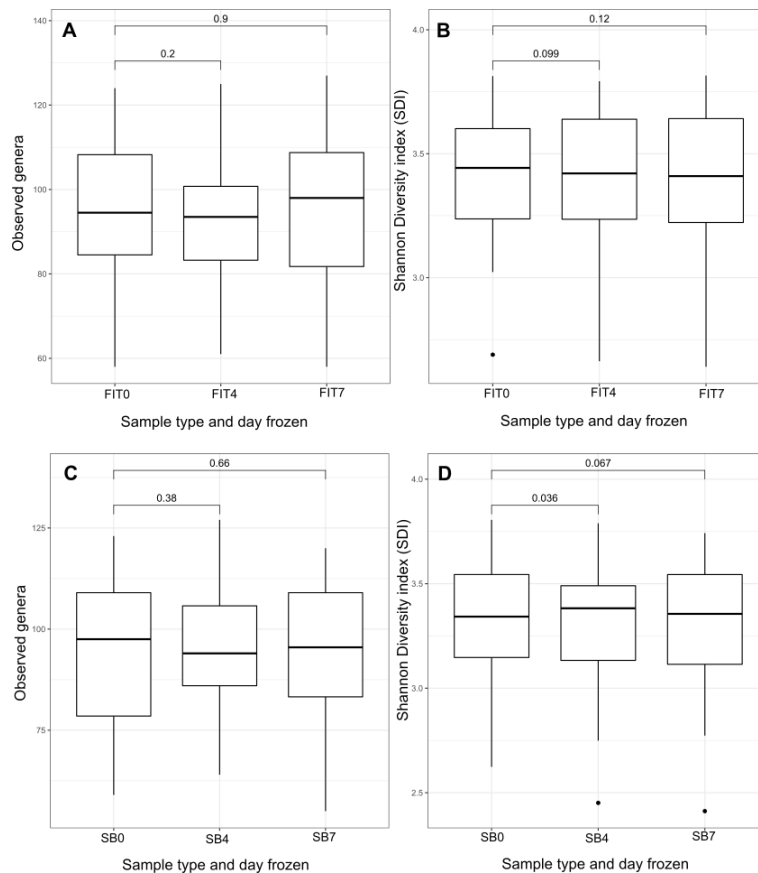 A
0.9
0.2
140
120
100
80
60
Observed genera
FIT0
FIT4
FIT7
Sample type and day frozen
B
0.12
0.099
4.0
3.5
3.0
Shannon Diversity index (SDI)
FIT0
FIT4
FIT7
Sample type and day frozen
C
0.66
0.38
125
100
75
Observed genera
SB0
SB4
SB7
Sample type and day frozen
D
0.067
0.036
4.0
3.5
3.0
2.5
Shannon Diversity index (SDI)
SB0
SB4
SB7
Sample type and day frozen